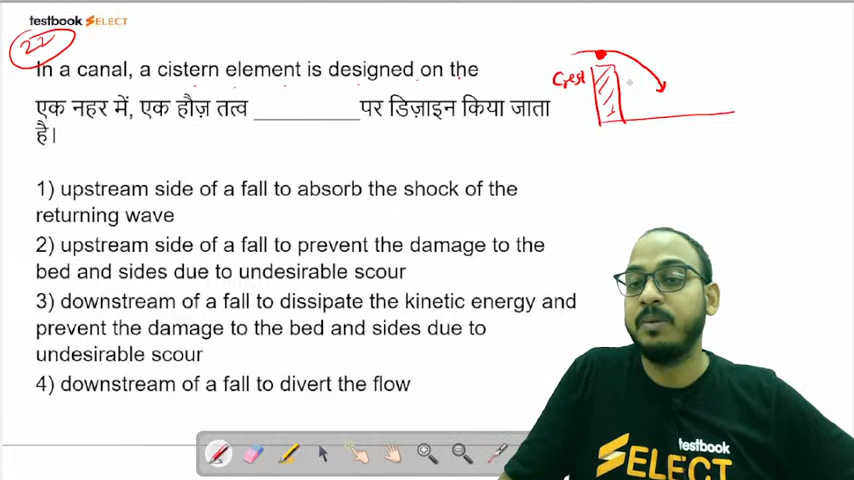 testbook SELECT
22
In a canal, a cistern element is designed on the
Crest
एक नहर में, एक हौज़ तत्व __________ पर डिज़ाइन किया जाता
है।
1) upstream side of a fall to absorb the shock of the
returning wave
2) upstream side of a fall to prevent the damage to the
bed and sides due to undesirable scour
3) downstream of a fall to dissipate the kinetic energy and
prevent the damage to the bed and sides due to
undesirable scour
4) downstream of a fall to divert the flow
testbook
SELECT